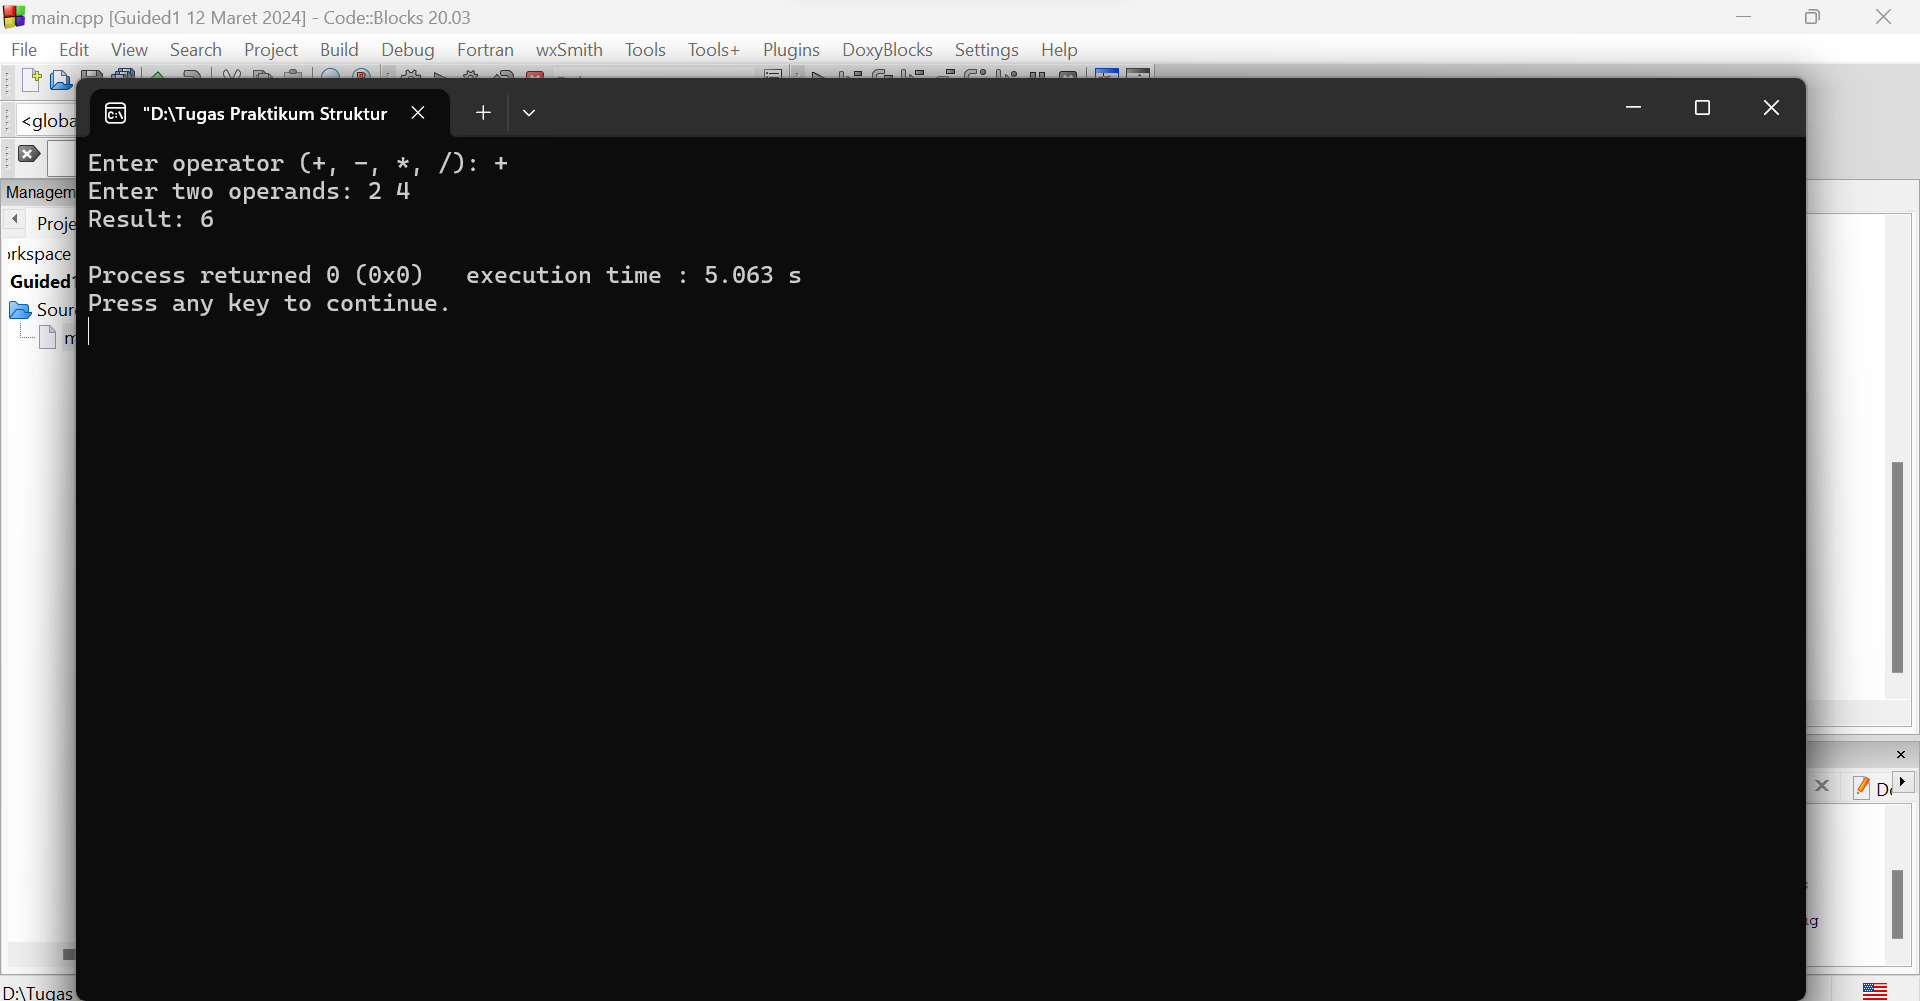 main.cpp [Guided1 12 Maret 2024] - Code::Blocks 20.03
File Edit View Search Project Build Debug Fortran wxSmith Tools Tools+ Plugins DoxyBlocks Settings Help
"D:\Tugas Praktikum Struktur
<globa
Enter operator (+, -, *, /): +
Enter two operands: 2 4
Result: 6
Managem
Proje
rkspace
Guided1
Sour
m
Process returned 0 (0x0)   execution time : 5.063 s
Press any key to continue.
D:\Tugas